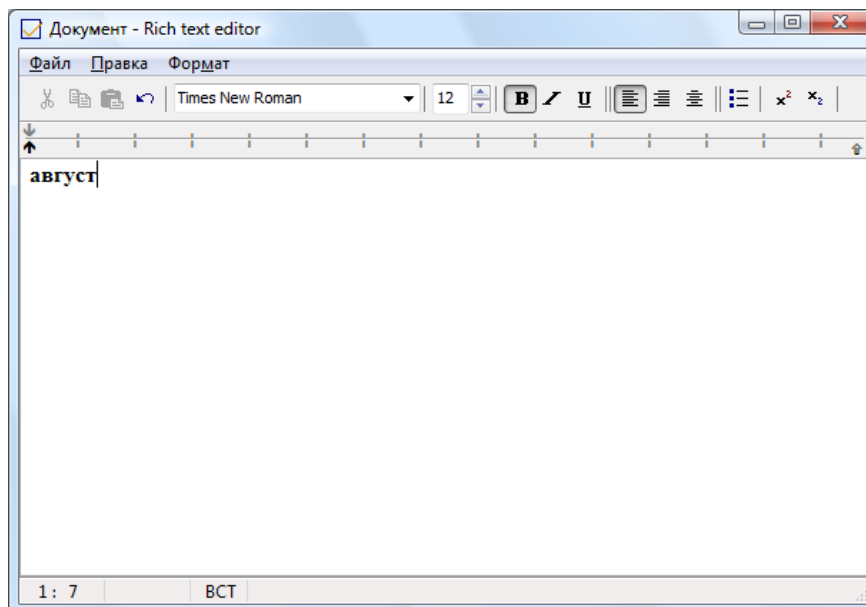 Документ - Rich text editor
Файл Правка Формат
Times New Roman 12 B I U x² x₂
август
1: 7 ВСТ